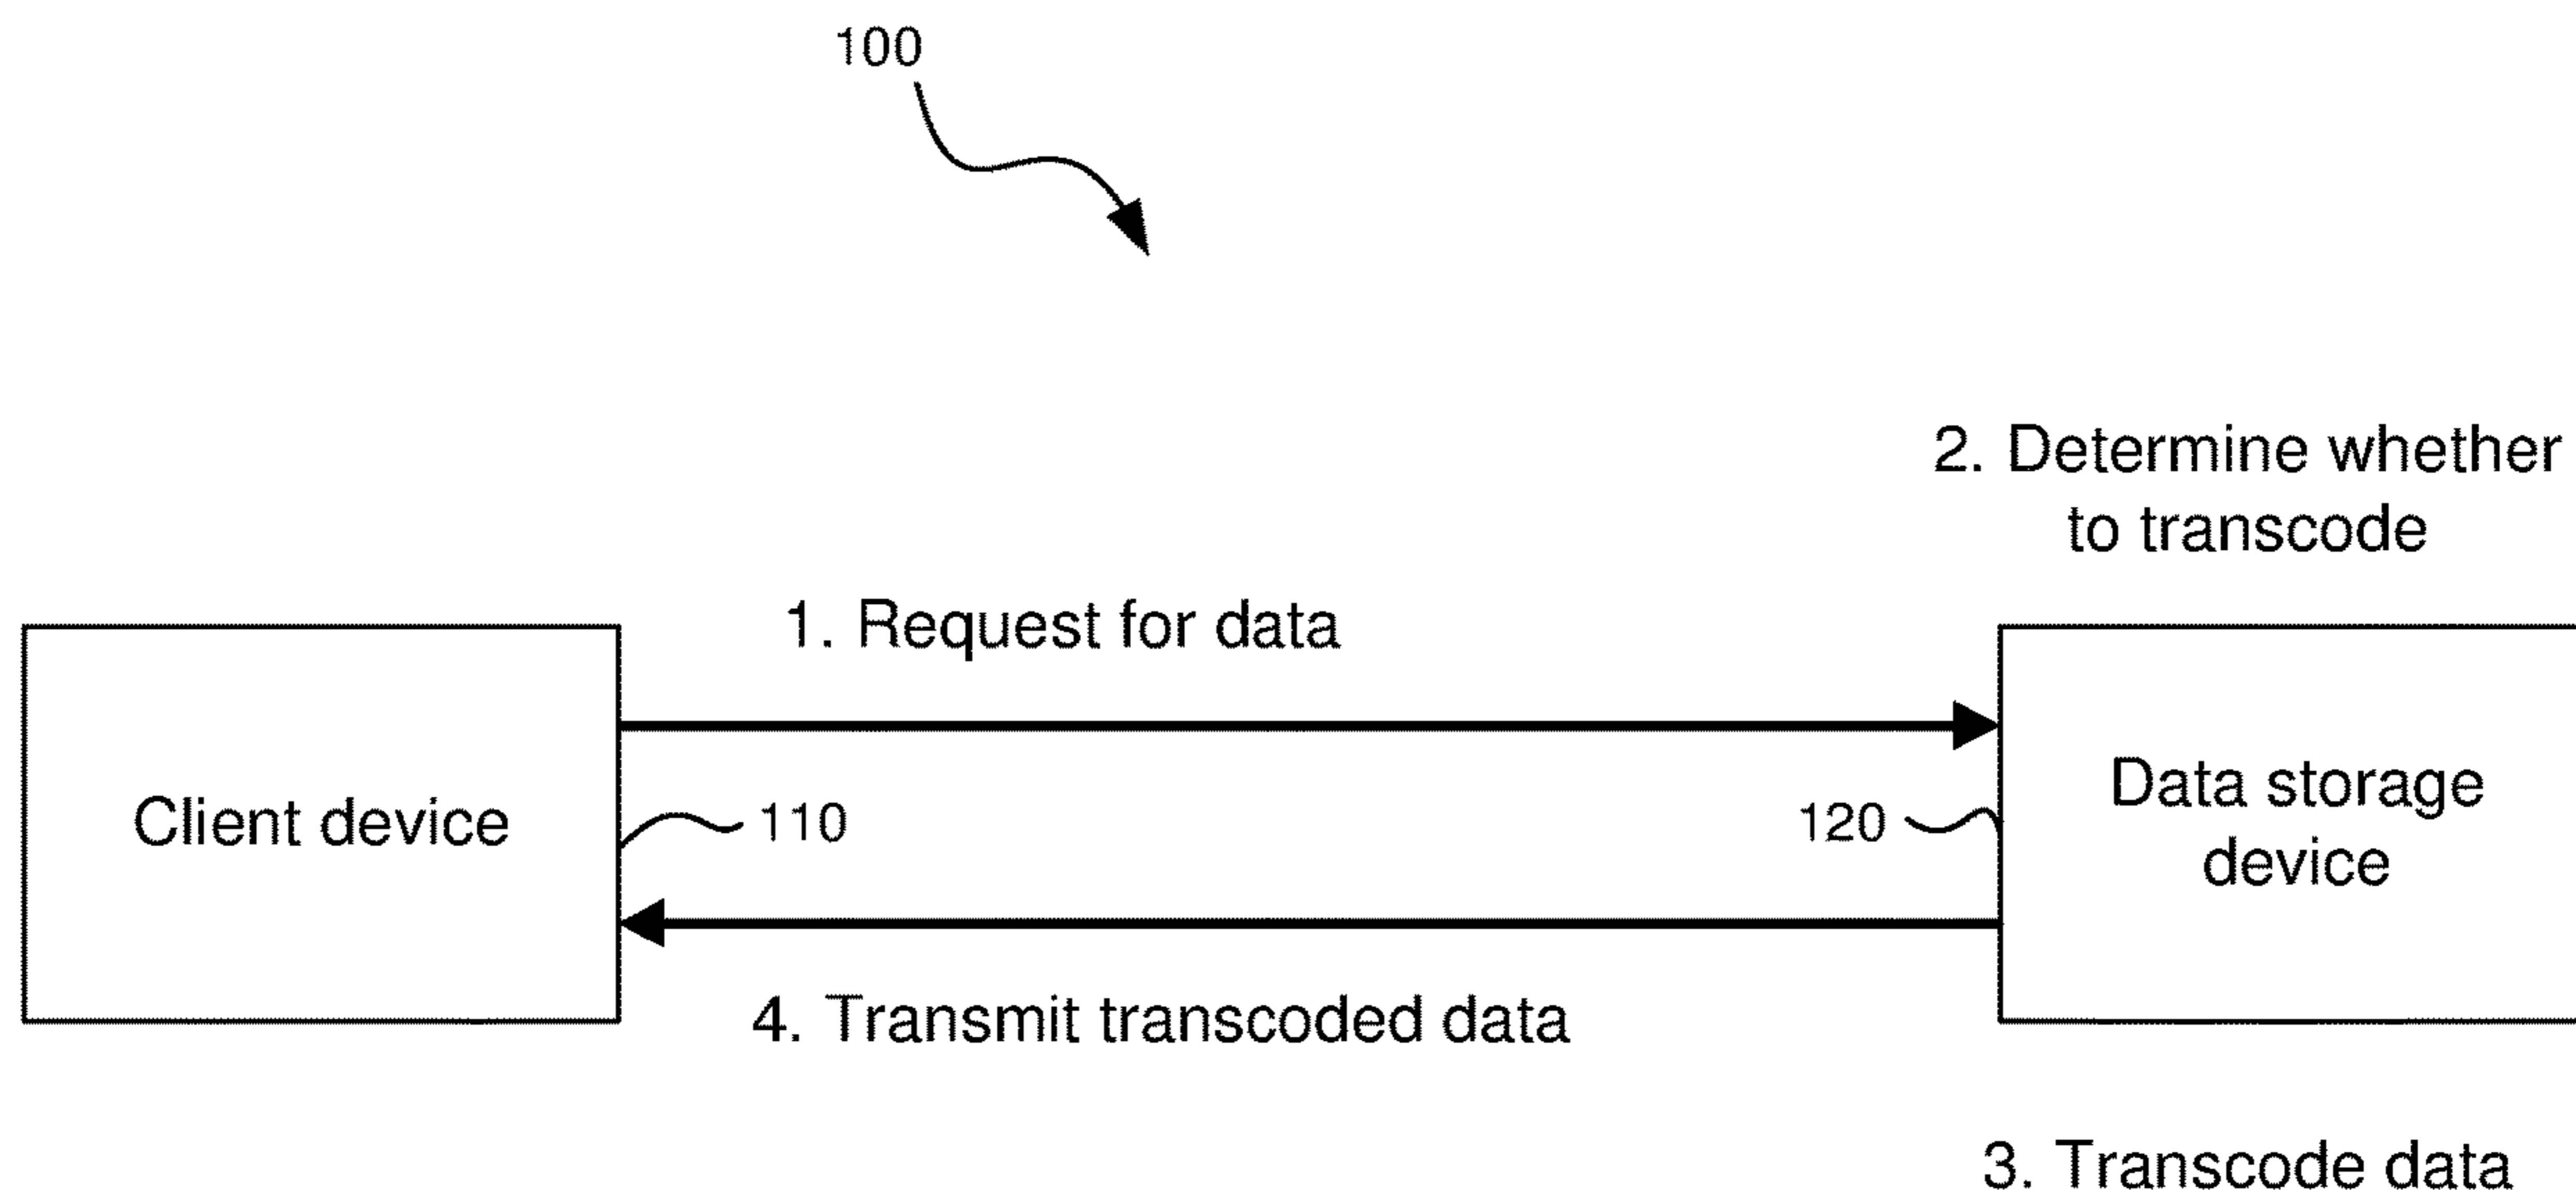 100
2. Determine whether
to transcode
1. Request for data
Client device
110
120
Data storage
device
4. Transmit transcoded data
3. Transcode data